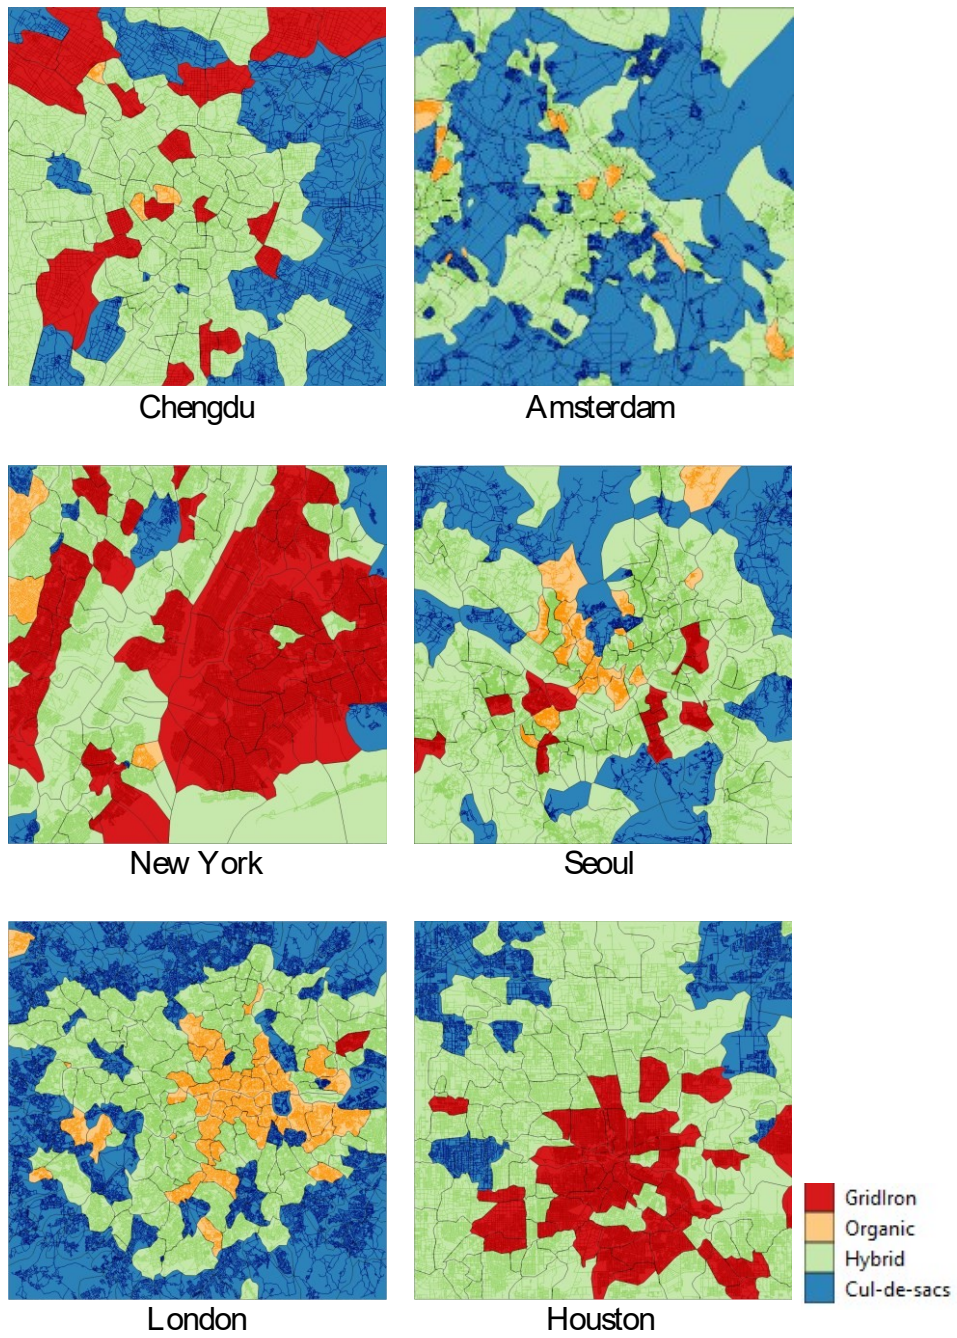 Chengdu
Amsterdam
New York
Seoul
London
Houston
GridIron
Organic
Hybrid
Cul-de-sacs